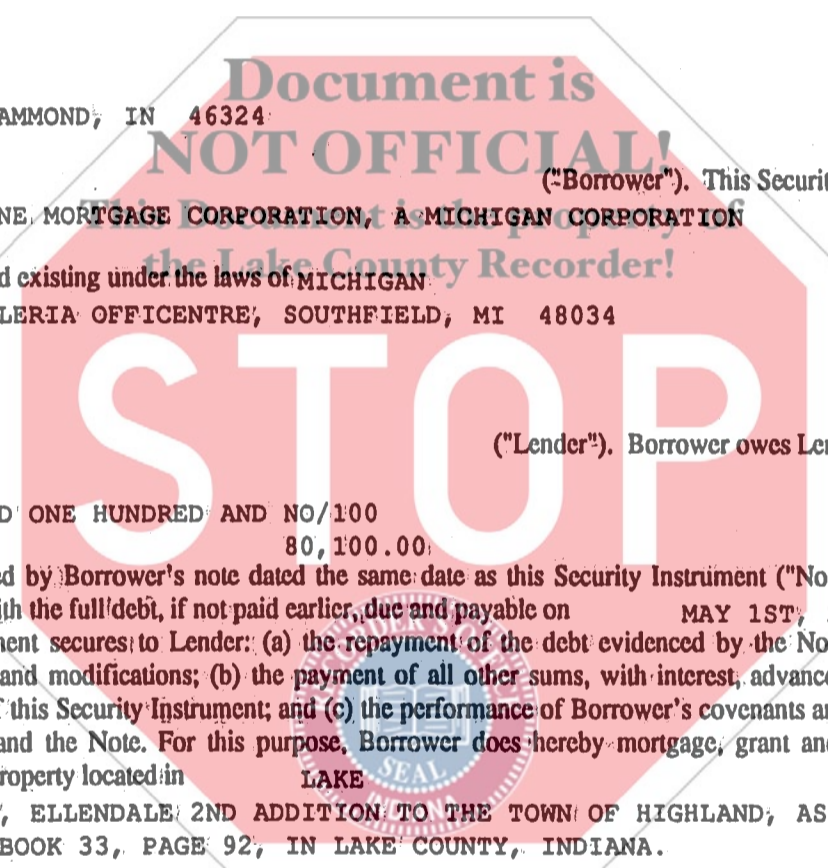 Document is
AMMOND, IN 46324
NOT OFFICIAL!
("Borrower"). This Securit
This Document is the property of
NE MORTGAGE CORPORATION, A MICHIGAN CORPORATION
the Lake County Recorder!
d existing under the laws of MICHIGAN
LERIA OFFICENTRE, SOUTHFIELD, MI 48034
STOP
("Lender"). Borrower owes Len
D ONE HUNDRED AND NO/100
80,100.00
ed by Borrower's note dated the same date as this Security Instrument ("No
ith the full debt, if not paid earlier, due and payable on MAY 1ST,
ment secures to Lender: (a) the repayment of the debt evidenced by the No
and modifications; (b) the payment of all other sums, with interest, advance
f this Security Instrument; and (c) the performance of Borrower's covenants a
and the Note. For this purpose, Borrower does hereby mortgage, grant and
roperty located in LAKE
SEAL
, ELLENDALE 2ND ADDITION TO THE TOWN OF HIGHLAND, AS
INDIANA
BOOK 33, PAGE 92, IN LAKE COUNTY, INDIANA.